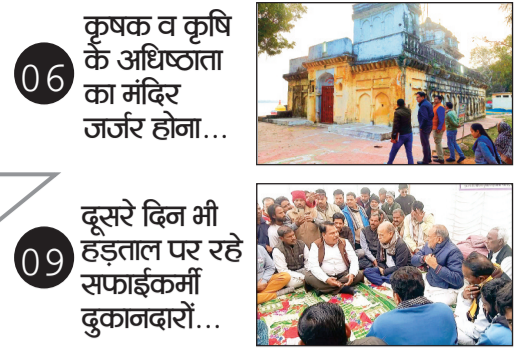 06
कृषक व कृषि
के अधिष्ठाता
का मंदिर
जर्जर होना...
09
दूसरे दिन भी
हड़ताल पर रहे
सफाईकर्मी
दुकानदारों...